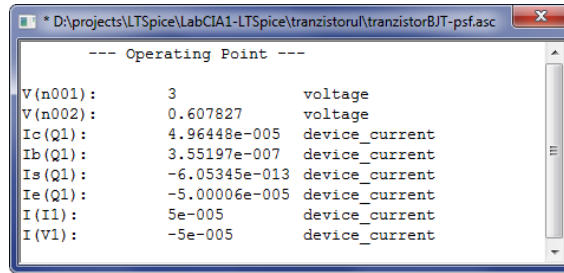 * D:\projects\LTSpice\LabCIA1-LTSpice\tranzistorul\tranzistorBJT-psf.asc
--- Operating Point ---
V(n001): 3 voltage
V(n002): 0.607827 voltage
Ic(Q1): 4.96448e-005 device_current
Ib(Q1): 3.55197e-007 device_current
Is(Q1): -6.05345e-013 device_current
Ie(Q1): -5.00006e-005 device_current
I(I1): 5e-005 device_current
I(V1): -5e-005 device_current